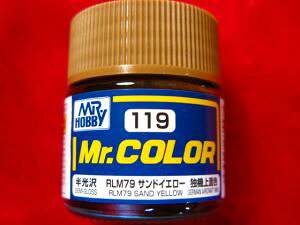 MR
HOBBY
119
Mr.COLOR
半光沢 RLM79 サンドイエロー 独機上面色
SEMI-GLOSS RLM79 SAND YELLOW GERMAN AIRCRAFT